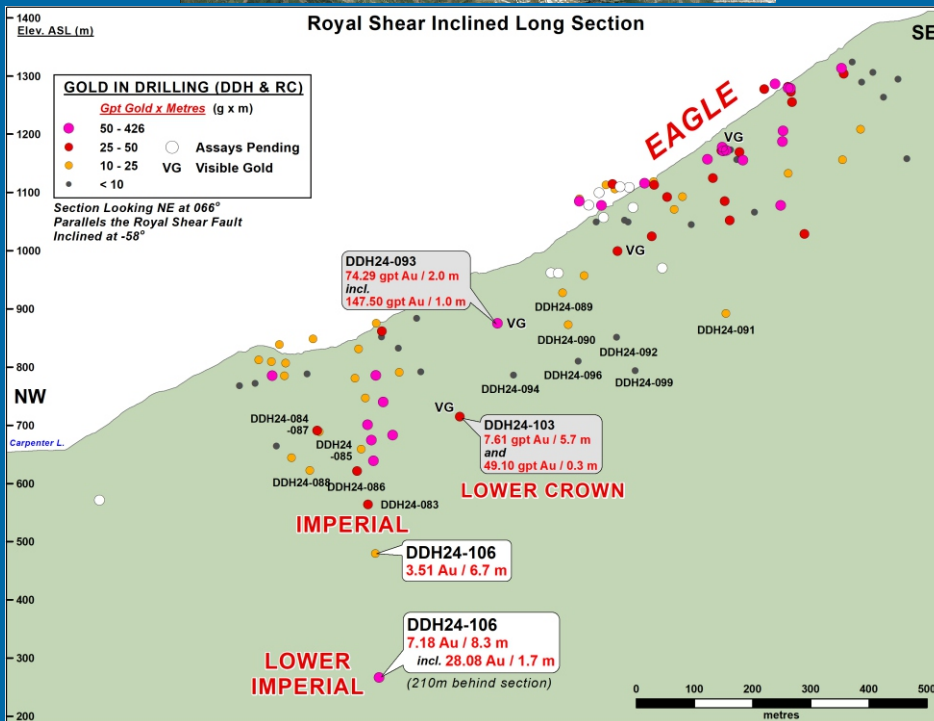 Royal Shear Inclined Long Section
1400
Elev. ASL (m)
SE
GOLD IN DRILLING (DDH & RC)
Gpt Gold x Metres (g x m)
50 - 426
25 - 50
Assays Pending
10 - 25
VG Visible Gold
< 10
Section Looking NE at 066°
Parallels the Royal Shear Fault
Inclined at -58°
1300
1200
1100
1000
900
800
700
600
500
400
300
200
EAGLE
VG
VG
DDH24-093
74.29 gpt Au / 2.0 m
incl.
147.50 gpt Au / 1.0 m
VG
DDH24-089
DDH24-090
DDH24-091
DDH24-092
DDH24-094
DDH24-096
DDH24-099
NW
Carpenter L.
VG
DDH24-103
7.61 gpt Au / 5.7 m
and
49.10 gpt Au / 0.3 m
DDH24-084
-087
DDH24
-085
DDH24-088
DDH24-086
LOWER CROWN
DDH24-083
IMPERIAL
DDH24-106
3.51 Au / 6.7 m
DDH24-106
7.18 Au / 8.3 m
incl. 28.08 Au / 1.7 m
(210m behind section)
LOWER
IMPERIAL
0 100 200 300 400 500
metres